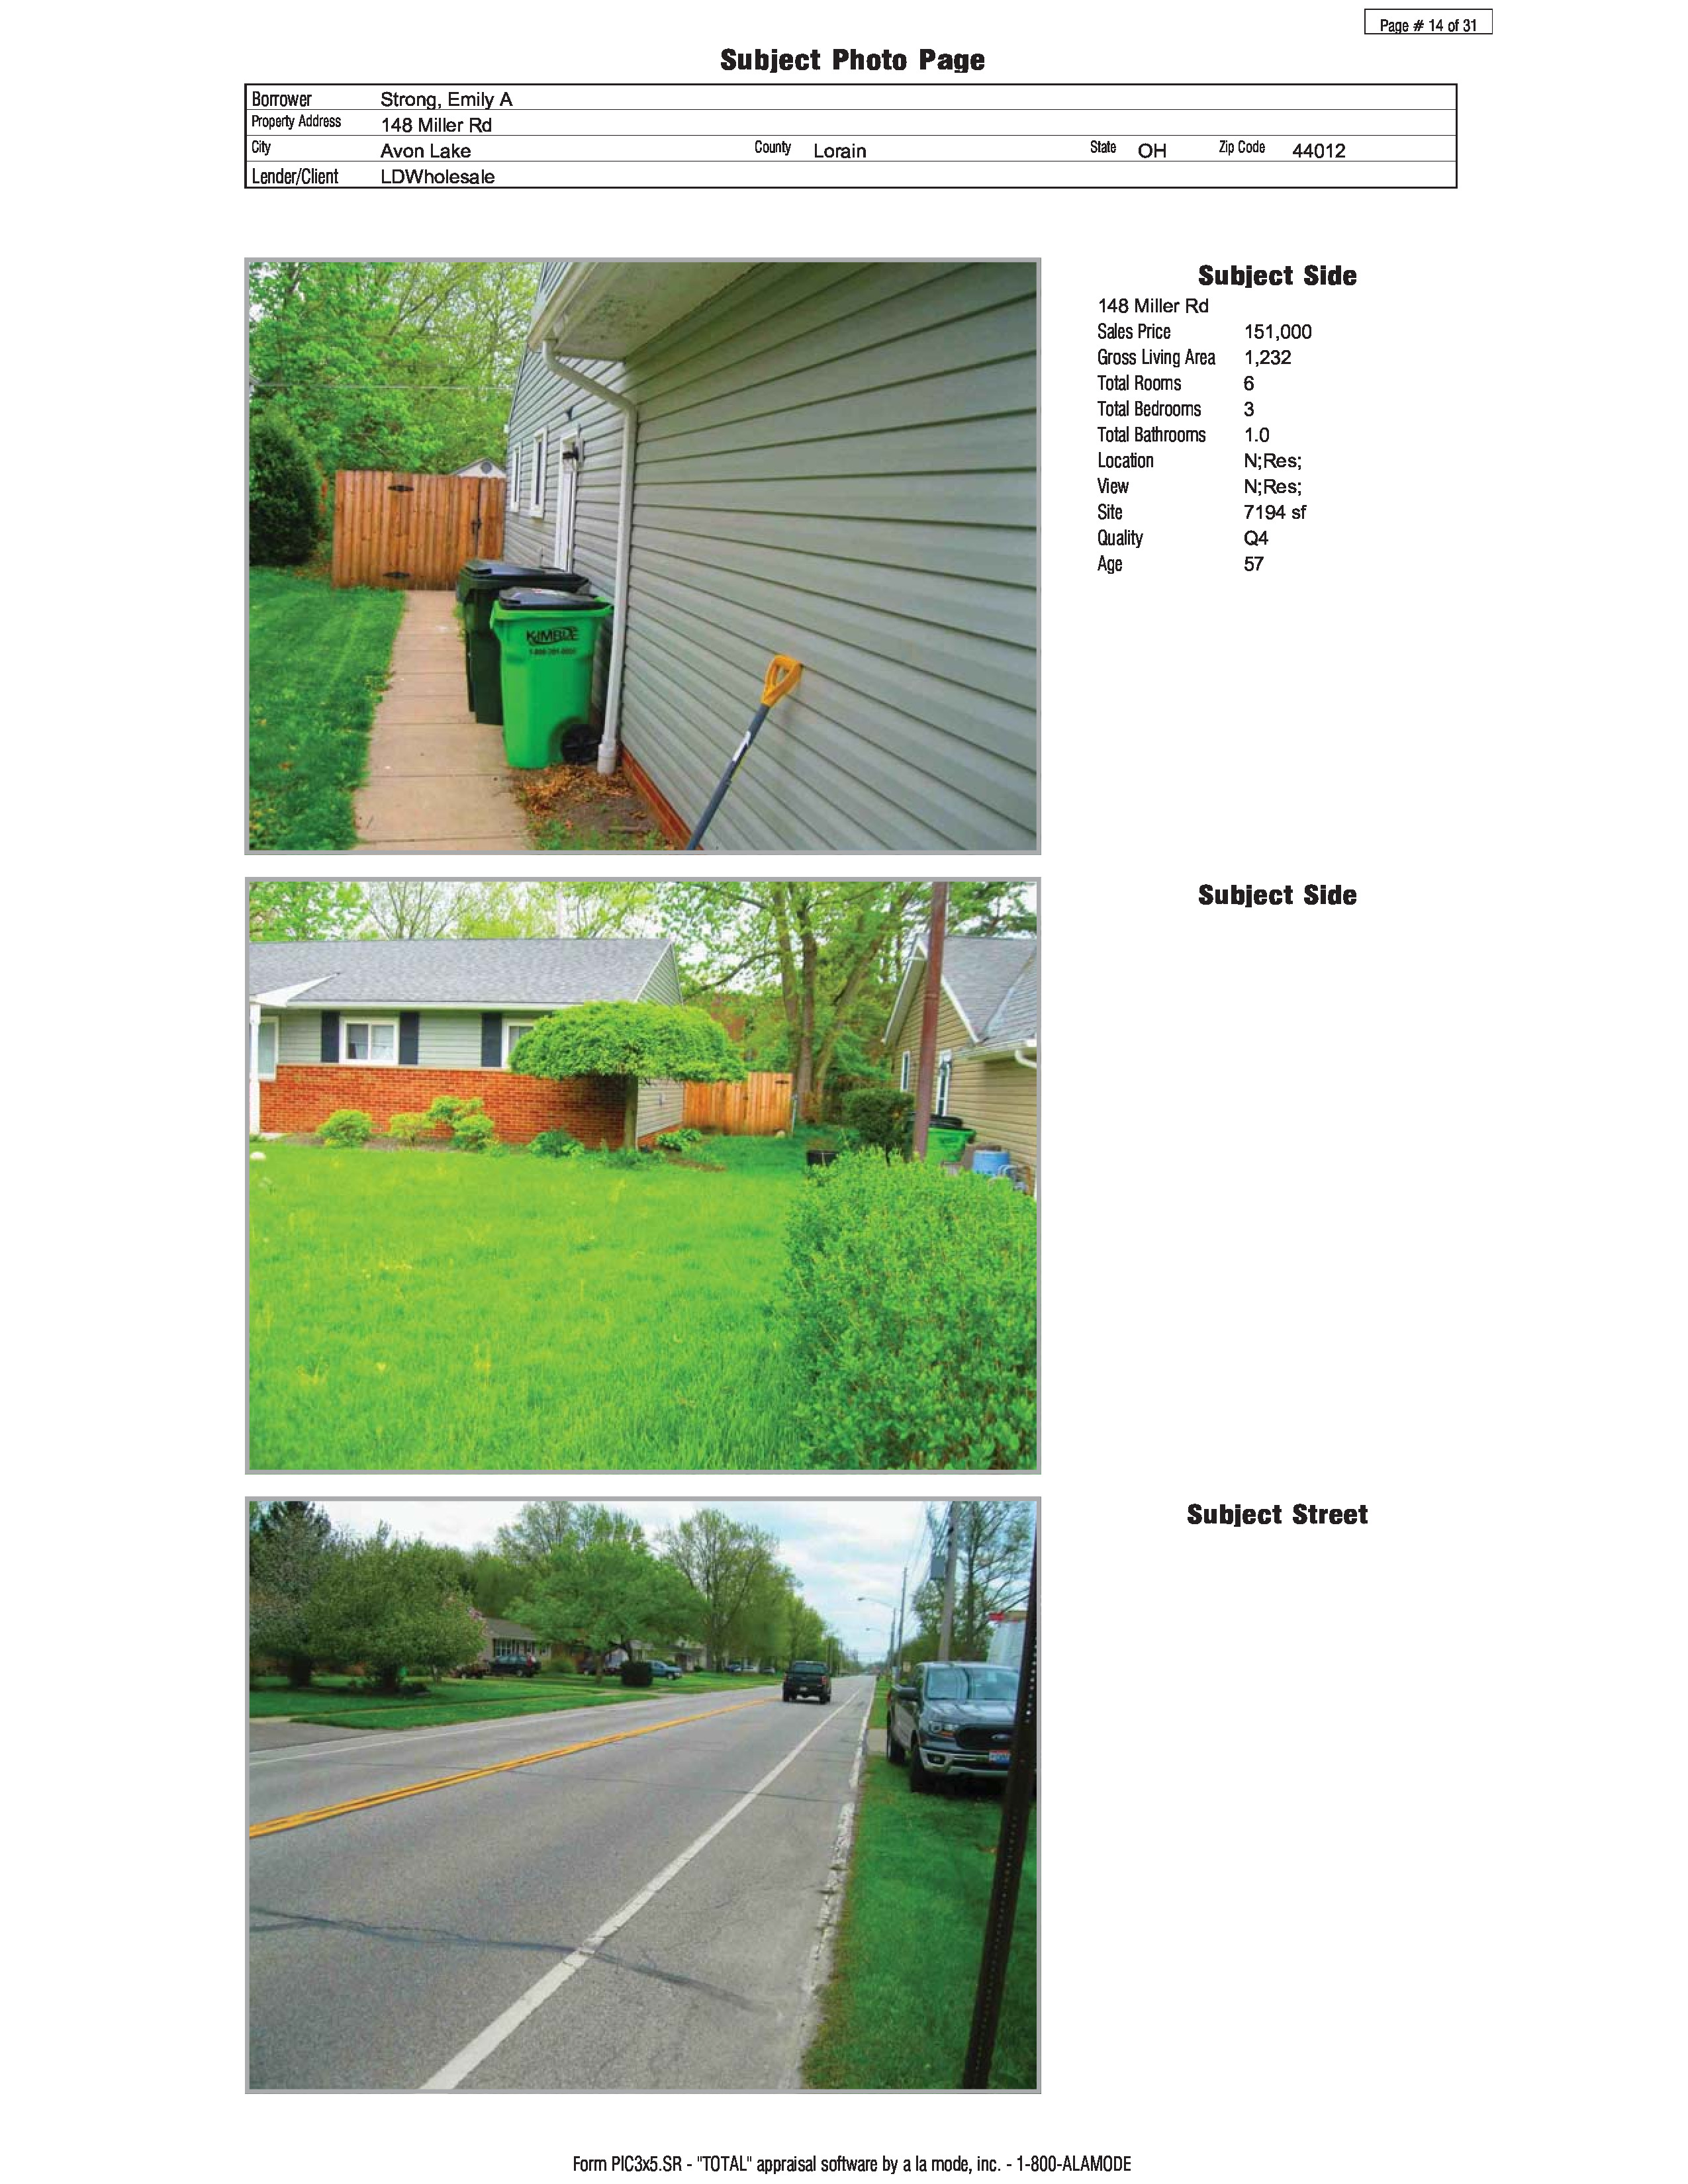 Page # 14 of 31
Subject Photo Page
Borrower Strong, Emily A
Property Address 148 Miller Rd
City Avon Lake County Lorain State OH Zip Code 44012
Lender/Client LDWholesale
Subject Side
148 Miller Rd
Sales Price 151,000
Gross Living Area 1,232
Total Rooms 6
Total Bedrooms 3
Total Bathrooms 1.0
Location N;Res;
View N;Res;
Site 7194 sf
Quality Q4
Age 57
KIMBLE
Subject Side
Subject Street
Form PIC3x5.SR - "TOTAL" appraisal software by a la mode, inc. - 1-800-ALAMODE